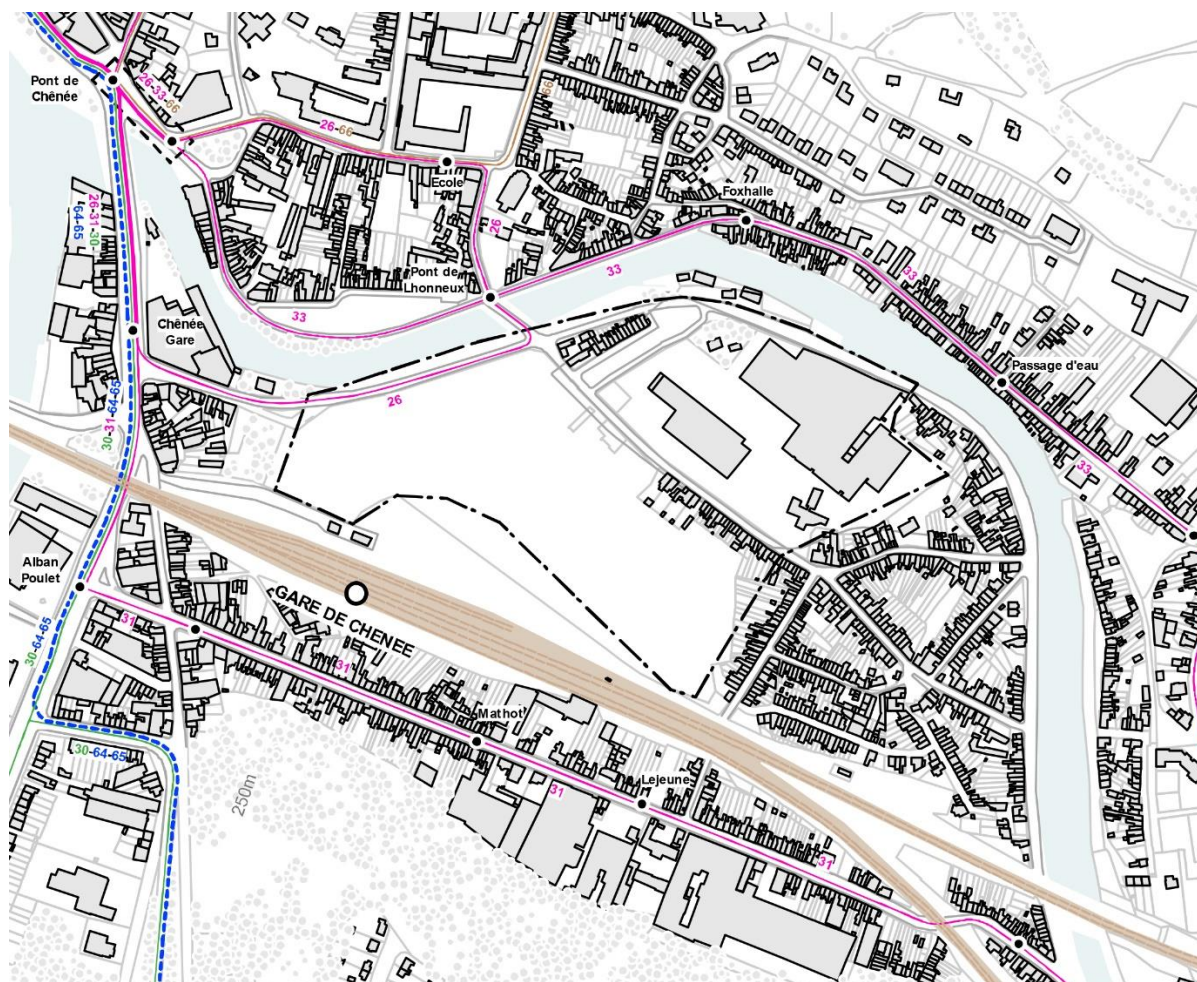 Pont de
Chênée
26-33-66
26-66
66
Ecole
26
Foxhalle
64-65
26-31-30
Pont de
Lhonneux
33
33
33
Chênée
Gare
Passage d'eau
26
30-31-64-65
33
Alban
Poulet
GARE DE CHENEE
31
30-64-65
31
Mathot
30-64-65
250m
Lejeune
31
31